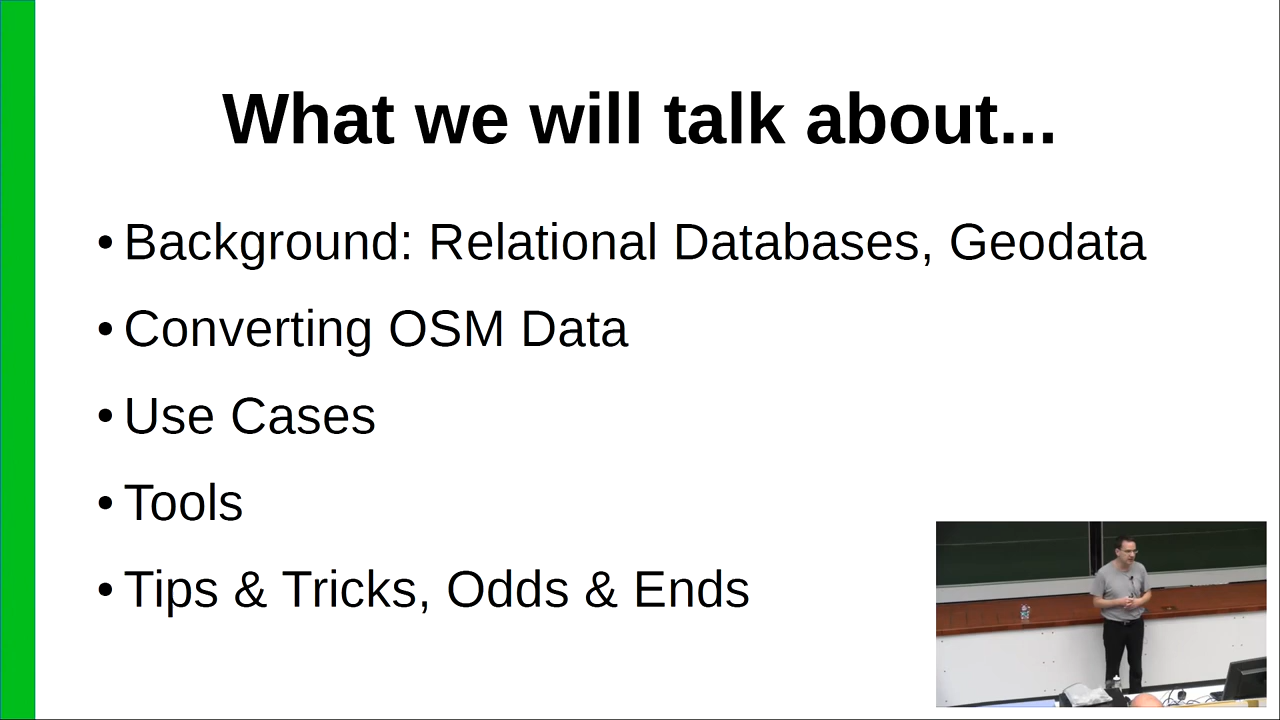 What we will talk about...
• Background: Relational Databases, Geodata
• Converting OSM Data
• Use Cases
• Tools
• Tips & Tricks, Odds & Ends